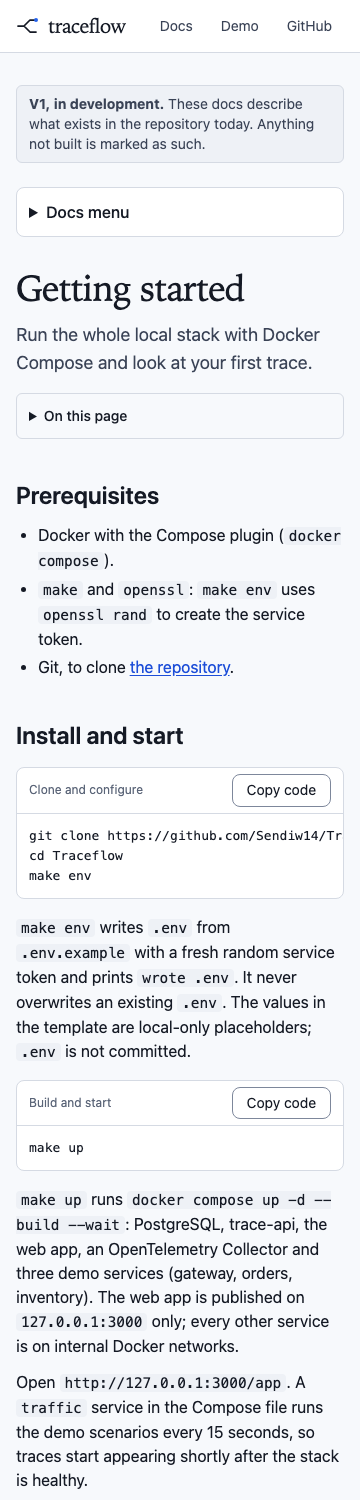 traceflow Docs Demo GitHub
V1, in development. These docs describe
what exists in the repository today. Anything
not built is marked as such.
Docs menu
Getting started
Run the whole local stack with Docker
Compose and look at your first trace.
On this page
Prerequisites
• Docker with the Compose plugin ( docker
compose ).
• make and openssl : make env uses
openssl rand to create the service
token.
• Git, to clone the repository.
Install and start
Clone and configure Copy code
git clone https://github.com/Sendiw14/Tr
cd Traceflow
make env
make env writes .env from
.env.example with a fresh random service
token and prints wrote .env . It never
overwrites an existing .env . The values in
the template are local-only placeholders;
.env is not committed.
Build and start Copy code
make up
make up runs docker compose up -d --
build --wait : PostgreSQL, trace-api, the
web app, an OpenTelemetry Collector and
three demo services (gateway, orders,
inventory). The web app is published on
127.0.0.1:3000 only; every other service
is on internal Docker networks.
Open http://127.0.0.1:3000/app . A
traffic service in the Compose file runs
the demo scenarios every 15 seconds, so
traces start appearing shortly after the stack
is healthy.